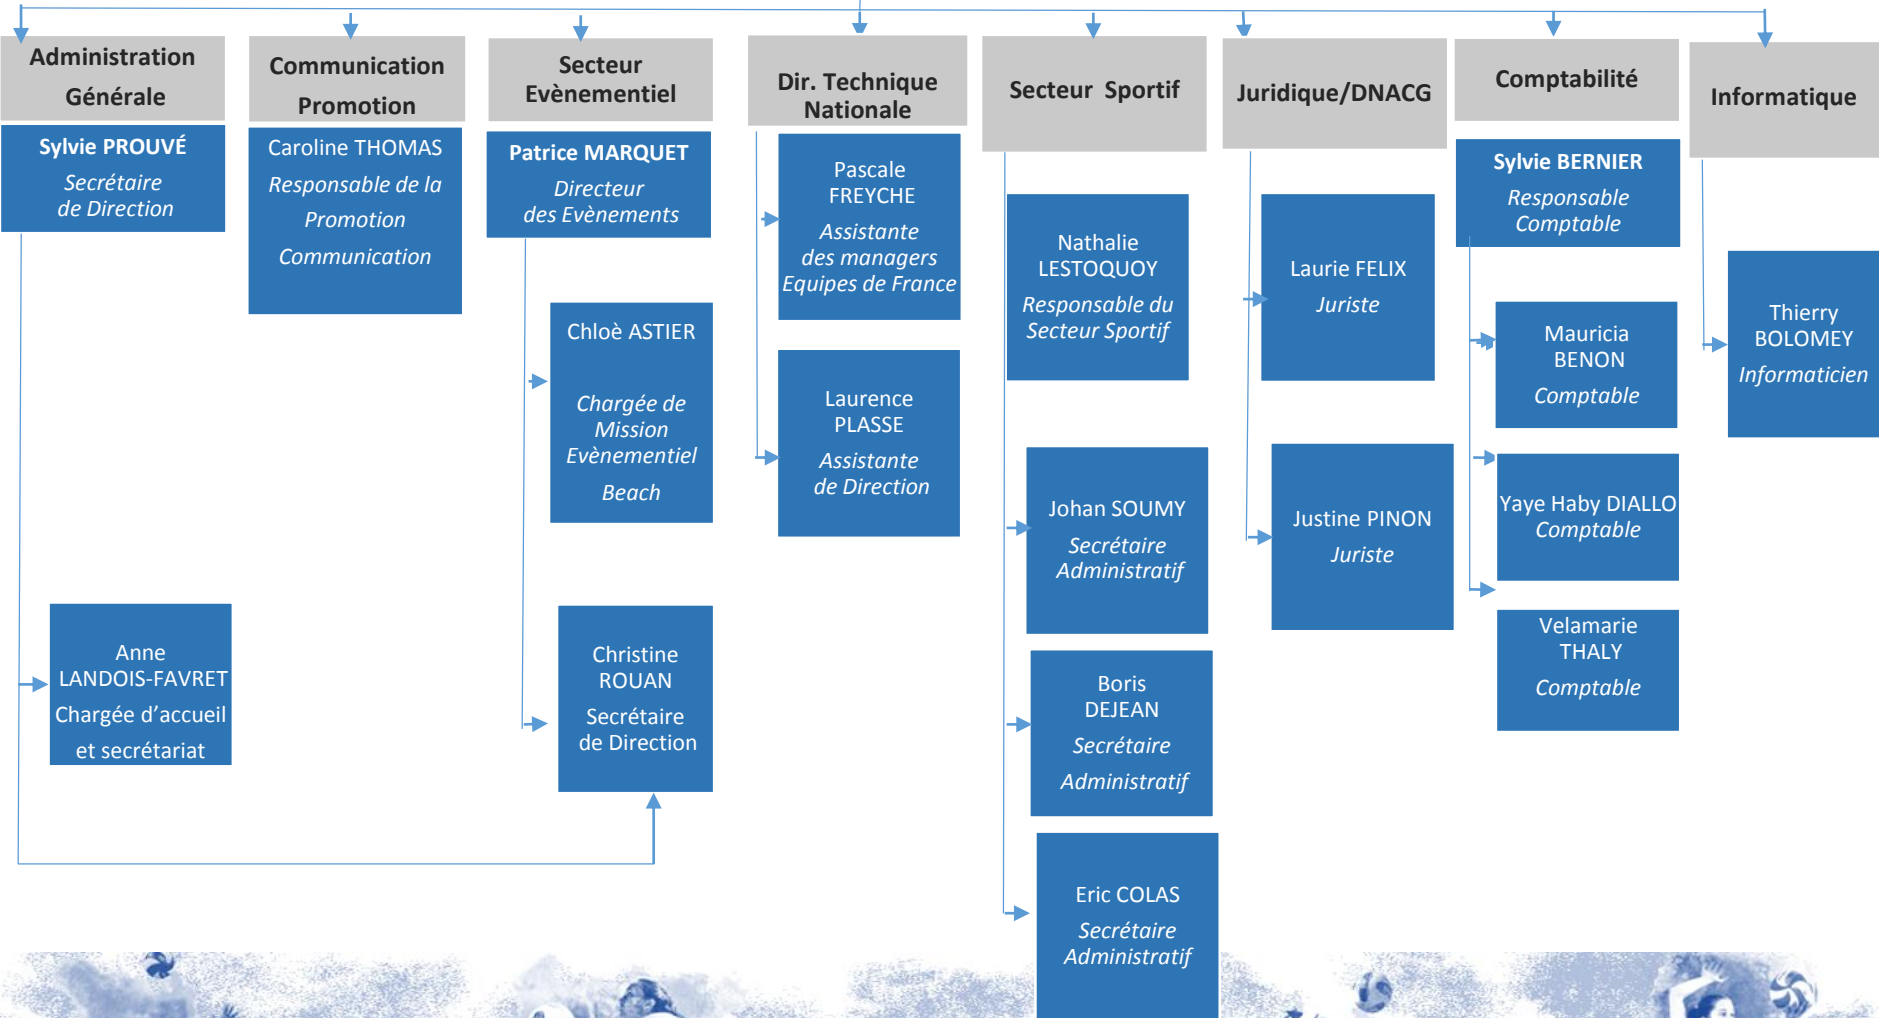 Administration
Générale
Sylvie PROUVÉ
Secrétaire
de Direction
Anne
LANDOIS-FAVRET
Chargée d'accueil
et secrétariat
Communication
Promotion
Caroline THOMAS
Responsable de la
Promotion
Communication
Secteur
Evènementiel
Patrice MARQUET
Directeur
des Evènements
Chloè ASTIER
Chargée de
Mission
Evènementiel
Beach
Christine
ROUAN
Secrétaire
de Direction
Dir. Technique
Nationale
Pascale
FREYCHE
Assistante
des managers
Equipes de France
Laurence
PLASSE
Assistante
de Direction
Secteur Sportif
Nathalie
LESTOQUOY
Responsable du
Secteur Sportif
Johan SOUMY
Secrétaire
Administratif
Boris
DEJEAN
Secrétaire
Administratif
Eric COLAS
Secrétaire
Administratif
Juridique/DNACG
Laurie FELIX
Juriste
Justine PINON
Juriste
Comptabilité
Sylvie BERNIER
Responsable
Comptable
Mauricia
BENON
Comptable
Yaye Haby DIALLO
Comptable
Velamarie
THALY
Comptable
Informatique
Thierry
BOLOMEY
Informaticien